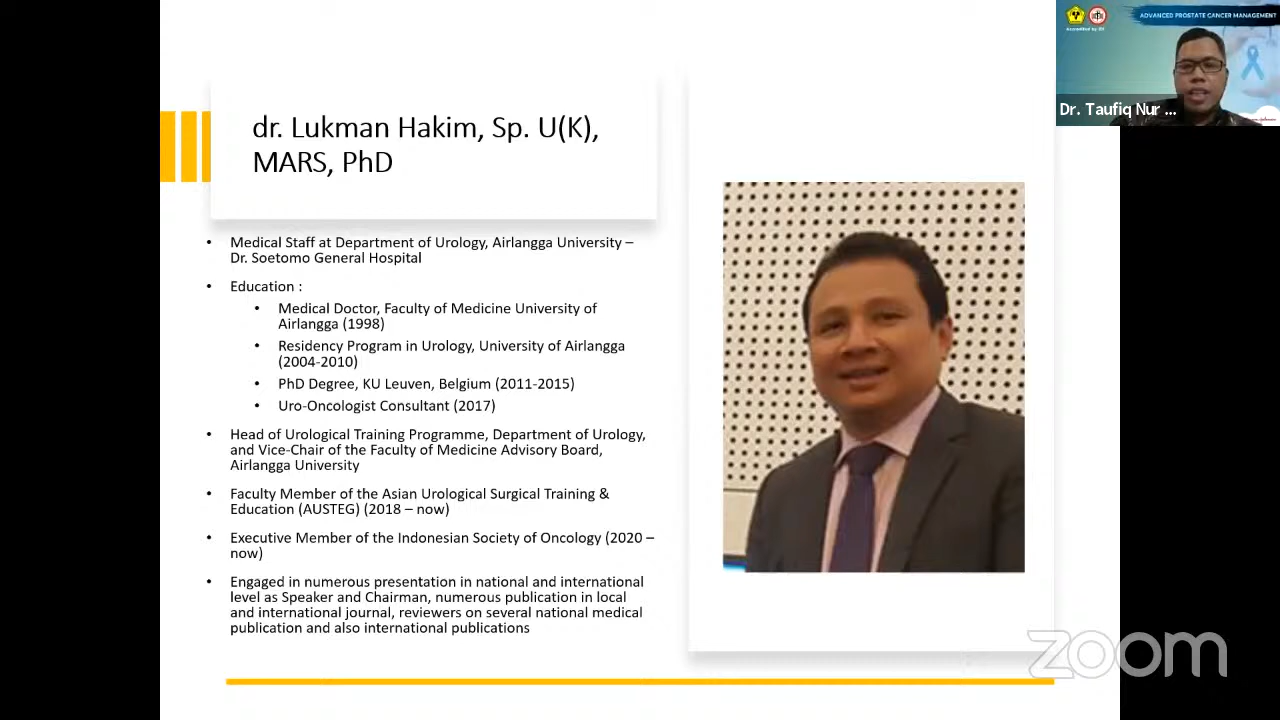 dr. Lukman Hakim, Sp. U(K),
MARS, PhD
• Medical Staff at Department of Urology, Airlangga University –
Dr. Soetomo General Hospital
• Education :
• Medical Doctor, Faculty of Medicine University of
Airlangga (1998)
• Residency Program in Urology, University of Airlangga
(2004-2010)
• PhD Degree, KU Leuven, Belgium (2011-2015)
• Uro-Oncologist Consultant (2017)
• Head of Urological Training Programme, Department of Urology,
and Vice-Chair of the Faculty of Medicine Advisory Board,
Airlangga University
• Faculty Member of the Asian Urological Surgical Training &
Education (AUSTEG) (2018 – now)
• Executive Member of the Indonesian Society of Oncology (2020 –
now)
• Engaged in numerous presentation in national and international
level as Speaker and Chairman, numerous publication in local
and international journal, reviewers on several national medical
publication and also international publications
ADVANCED PROSTATE CANCER MANAGEMENT
Dr. Taufiq Nur ...
zoom